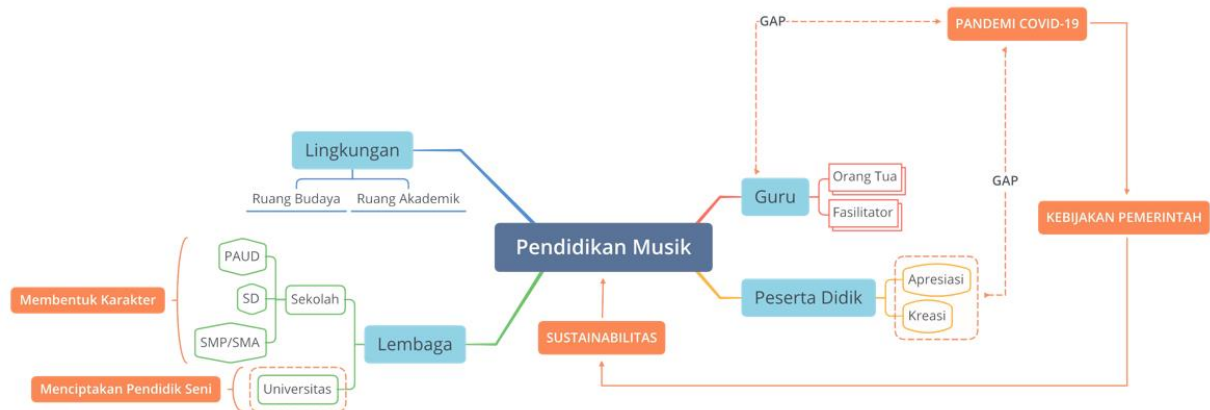 GAP
PANDEMI COVID-19
Lingkungan
Ruang Budaya
Ruang Akademik
Guru
Orang Tua
Fasilitator
GAP
KEBIJAKAN PEMERINTAH
Pendidikan Musik
PAUD
SD
SMP/SMA
Sekolah
Membentuk Karakter
Lembaga
Universitas
Menciptakan Pendidik Seni
SUSTAINABILITAS
Peserta Didik
Apresiasi
Kreasi